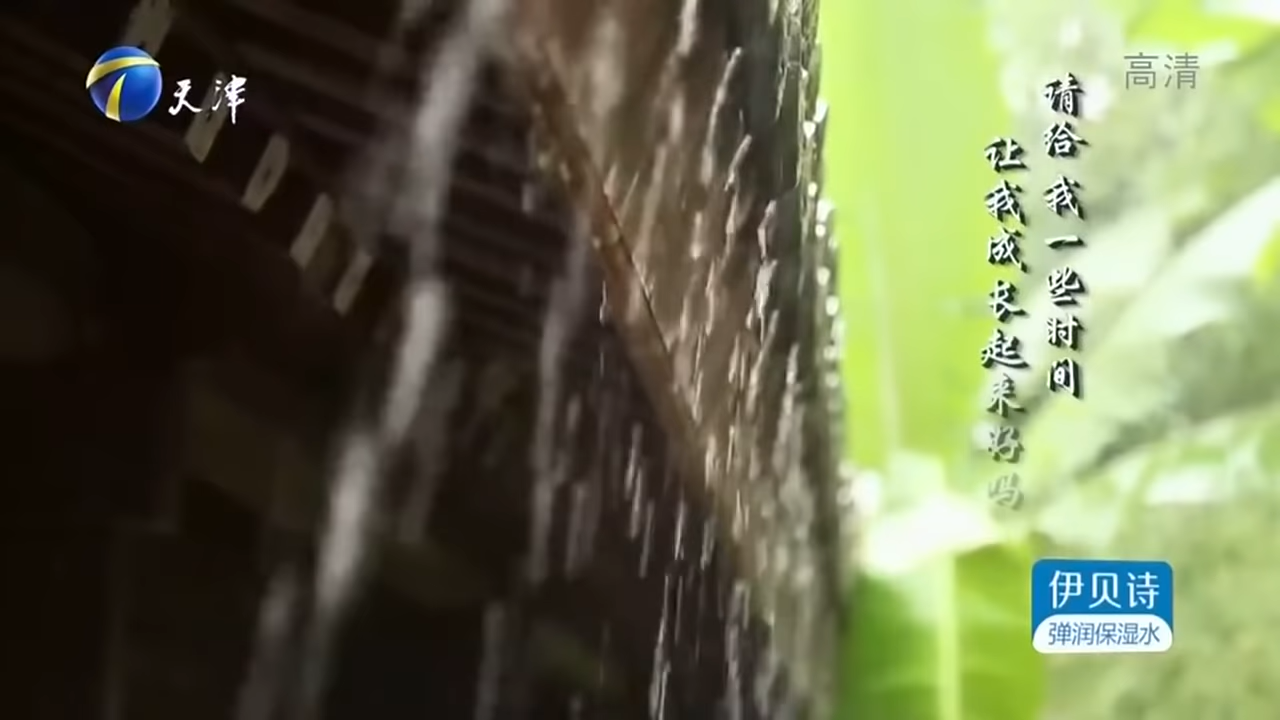 天津
高清
请给我一些时间
让我成长起来好吗
伊贝诗
弹润保湿水